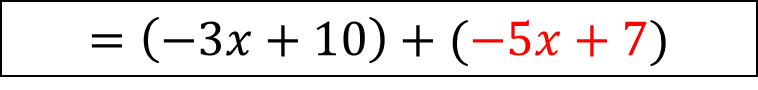 = (−3x + 10) + (−5x + 7)